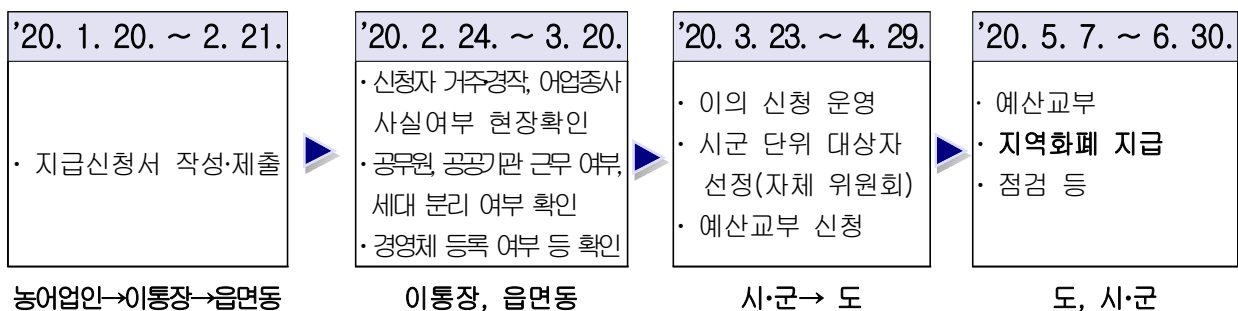 '20. 1. 20. ~ 2. 21.
· 지급신청서 작성·제출
농어업인→이통장→읍면동
'20. 2. 24. ~ 3. 20.
· 신청자 거주·경작, 어업종사
사실여부 현장확인
· 공무원, 공공기관 근무 여부,
세대 분리 여부 확인
· 경영체 등록 여부 등 확인
이통장, 읍면동
'20. 3. 23. ~ 4. 29.
· 이의 신청 운영
· 시군 단위 대상자
선정(자체 위원회)
· 예산교부 신청
시·군→ 도
'20. 5. 7. ~ 6. 30.
· 예산교부
· 지역화폐 지급
· 점검 등
도, 시·군